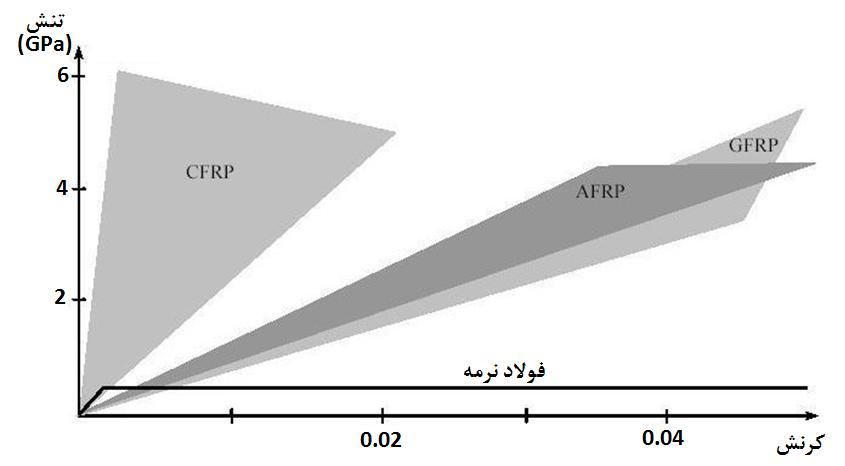 تنش
(GPa)
6
CFRP
GFRP
4
AFRP
2
فولاد نرمه
0.02
0.04
کرنش